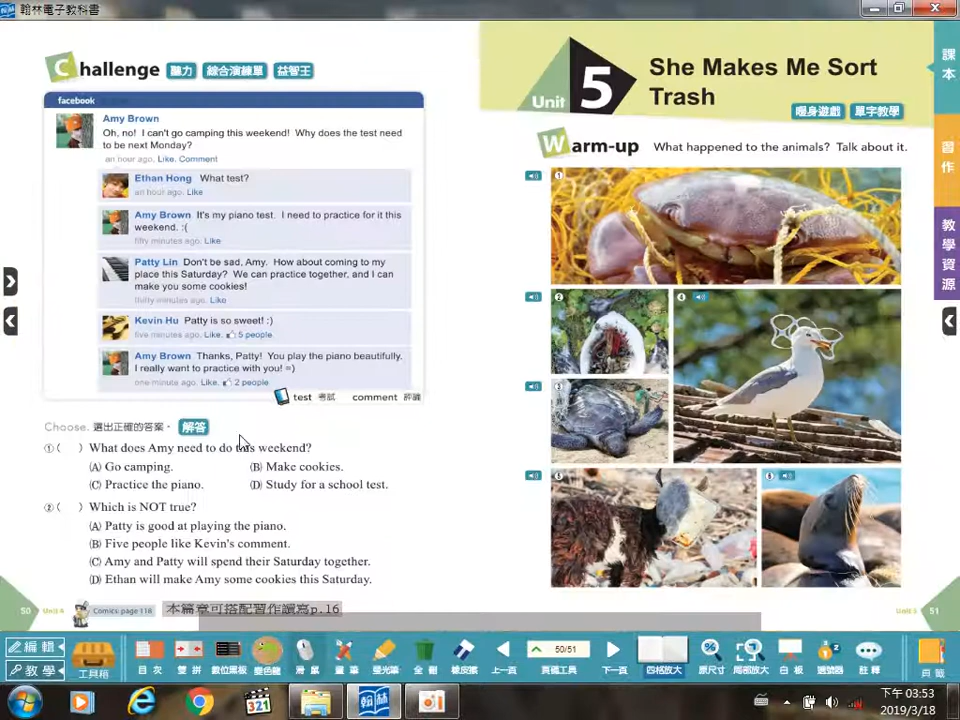 翰林電子教科書
Challenge 聽力 綜合演練單 益智王
facebook
Amy Brown
Oh, no! I can't go camping this weekend! Why does the test need
to be next Monday?
an hour ago, Like. Comment
Ethan Hong What test?
an hour ago. Like
Amy Brown It's my piano test. I need to practice for it this
weekend. :(
fifty minutes ago. Like
Patty Lin Don't be sad, Amy. How about coming to my
place this Saturday? We can practice together, and I can
make you some cookies!
thirty minutes ago. Like
Kevin Hu Patty is so sweet! :)
five minutes ago. Like. 5 people
Amy Brown Thanks, Patty! You play the piano beautifully.
I really want to practice with you! =)
one minute ago. Like. 2 people
test 考試 comment 評論
Choose. 選出正確的答案。 解答
①( ) What does Amy need to do this weekend?
(A) Go camping. (B) Make cookies.
(C) Practice the piano. (D) Study for a school test.
②( ) Which is NOT true?
(A) Patty is good at playing the piano.
(B) Five people like Kevin's comment.
(C) Amy and Patty will spend their Saturday together.
(D) Ethan will make Amy some cookies this Saturday.
50 Unit 4 Comics: page 118 本篇章可搭配習作讀寫p.16
Unit 5 She Makes Me Sort
Trash
暖身遊戲 單字教學
Warm-up What happened to the animals? Talk about it.
1
2
4
3
5
6
Unit 5 51
課本
習作
教學資源
編輯
教學
工具箱
目次 雙拼 數位黑板 變色龍 滑鼠 畫筆 螢光筆 全刪 橡皮擦 上一頁 50/51 頁碼工具 下一頁 四格放大 原尺寸 局部放大 白板 選號器 註釋 頁籤
321
下午 03:53
2019/3/18